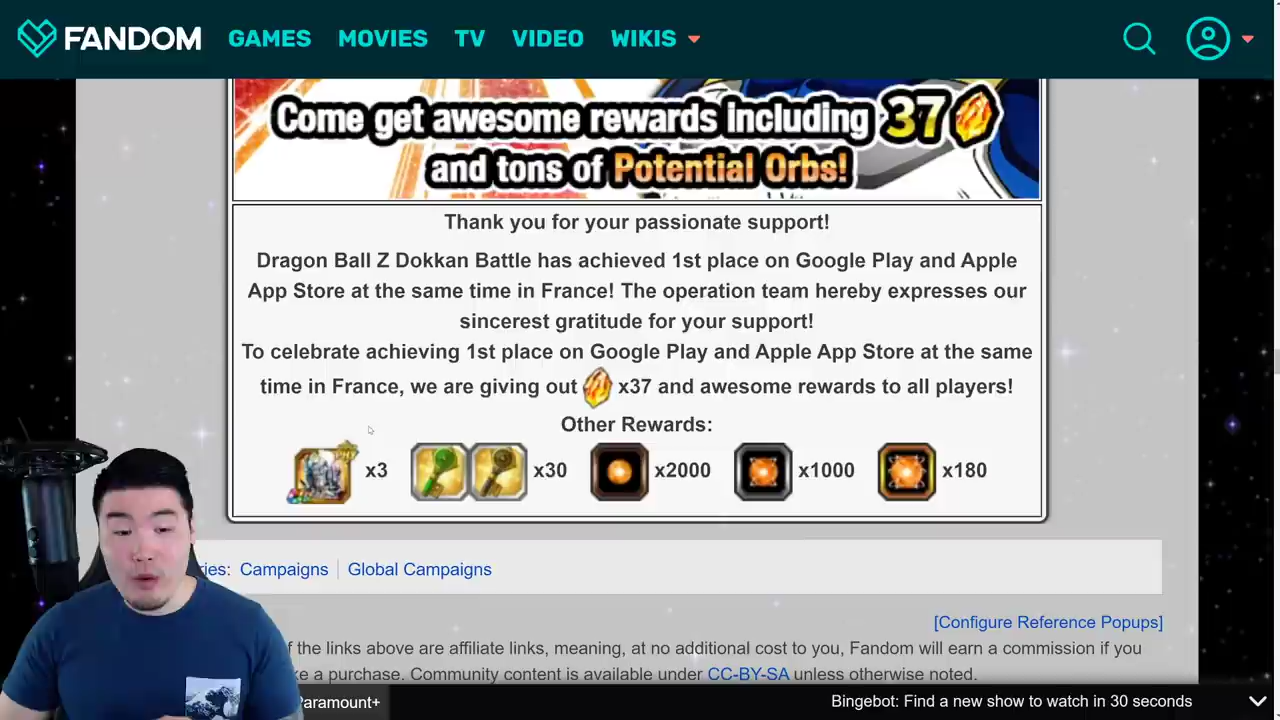 FANDOM GAMES MOVIES TV VIDEO WIKIS
Come get awesome rewards including 37
and tons of Potential Orbs!
Thank you for your passionate support!
Dragon Ball Z Dokkan Battle has achieved 1st place on Google Play and Apple
App Store at the same time in France! The operation team hereby expresses our
sincerest gratitude for your support!
To celebrate achieving 1st place on Google Play and Apple App Store at the same
time in France, we are giving out x37 and awesome rewards to all players!
Other Rewards:
x3 x30 x2000 x1000 x180
ries: Campaigns Global Campaigns
[Configure Reference Popups]
f the links above are affiliate links, meaning, at no additional cost to you, Fandom will earn a commission if you
ke a purchase. Community content is available under CC-BY-SA unless otherwise noted.
Paramount+ Bingebot: Find a new show to watch in 30 seconds